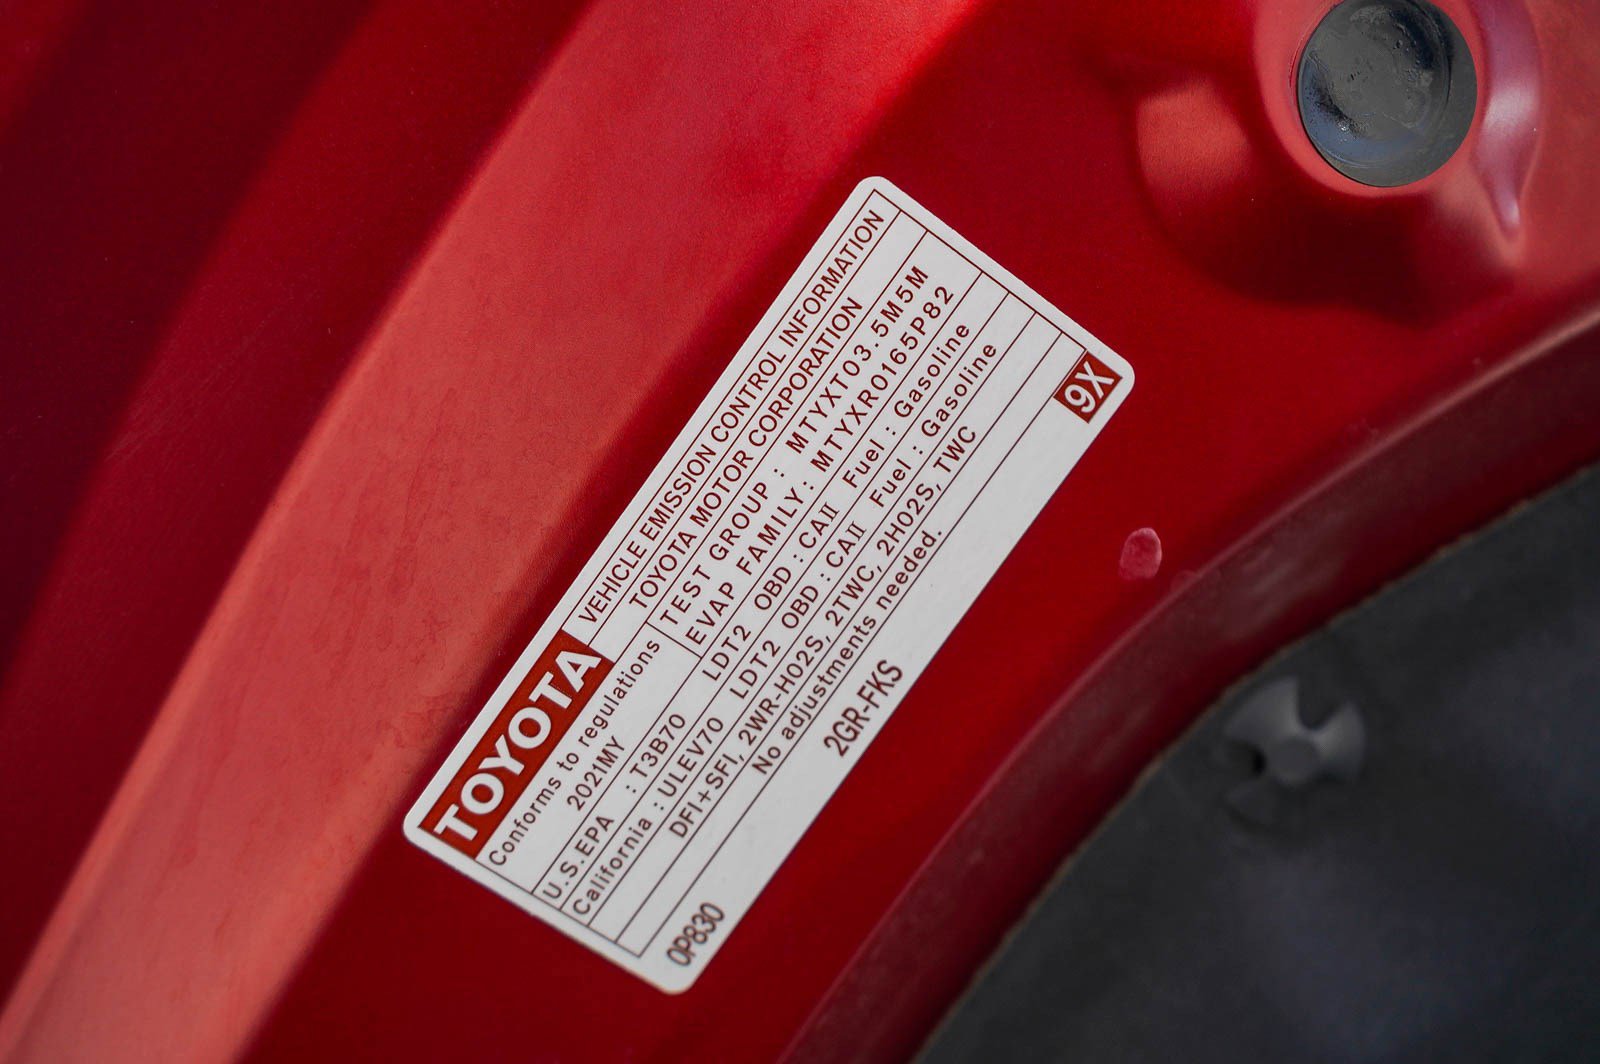 TOYOTA VEHICLE EMISSION CONTROL INFORMATION
TOYOTA MOTOR CORPORATION
Conforms to regulations
2021MY
TEST GROUP : MTYXT03.5M5M
EVAP FAMILY: MTYXR0165P82
U.S.EPA : T3B70 LDT2 OBD : CAII Fuel : Gasoline
California : ULEV70 LDT2 OBD : CAII Fuel : Gasoline
DFI+SFI, 2WR-HO2S, 2TWC, 2HO2S, TWC
No adjustments needed.
9X
0P830
2GR-FKS